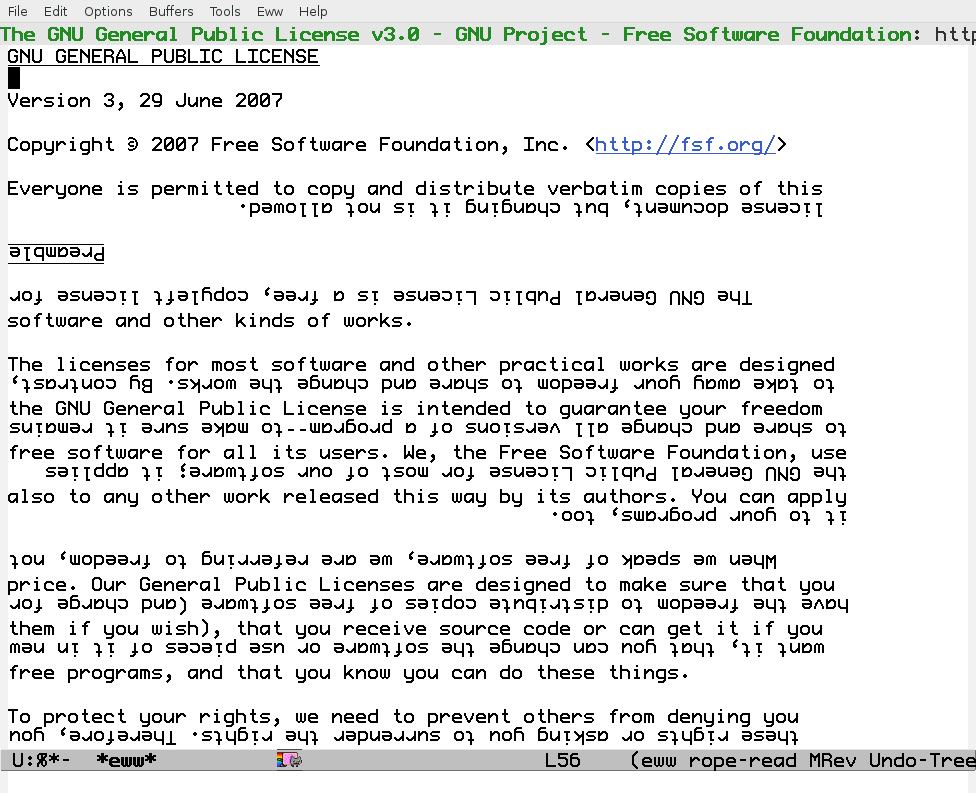 File Edit Options Buffers Tools Eww Help
The GNU General Public License v3.0 - GNU Project - Free Software Foundation: http
GNU GENERAL PUBLIC LICENSE
Version 3, 29 June 2007
Copyright © 2007 Free Software Foundation, Inc. <http://fsf.org/>
Everyone is permitted to copy and distribute verbatim copies of this
license document, but changing it is not allowed.
Preamble
The GNU General Public License is a free, copyleft license for
software and other kinds of works.
The licenses for most software and other practical works are designed
to take away your freedom to share and change the works. By contrast,
the GNU General Public License is intended to guarantee your freedom
to share and change all versions of a program--to make sure it remains
free software for all its users. We, the Free Software Foundation, use
the GNU General Public License for most of our software; it applies
also to any other work released this way by its authors. You can apply
it to your programs, too.
When we speak of free software, we are referring to freedom, not
price. Our General Public Licenses are designed to make sure that you
have the freedom to distribute copies of free software (and charge for
them if you wish), that you receive source code or can get it if you
want it, that you can change the software or use pieces of it in new
free programs, and that you know you can do these things.
To protect your rights, we need to prevent others from denying you
these rights or asking you to surrender the rights. Therefore, you
U:%*- *eww* L56 (eww rope-read MRev Undo-Tree